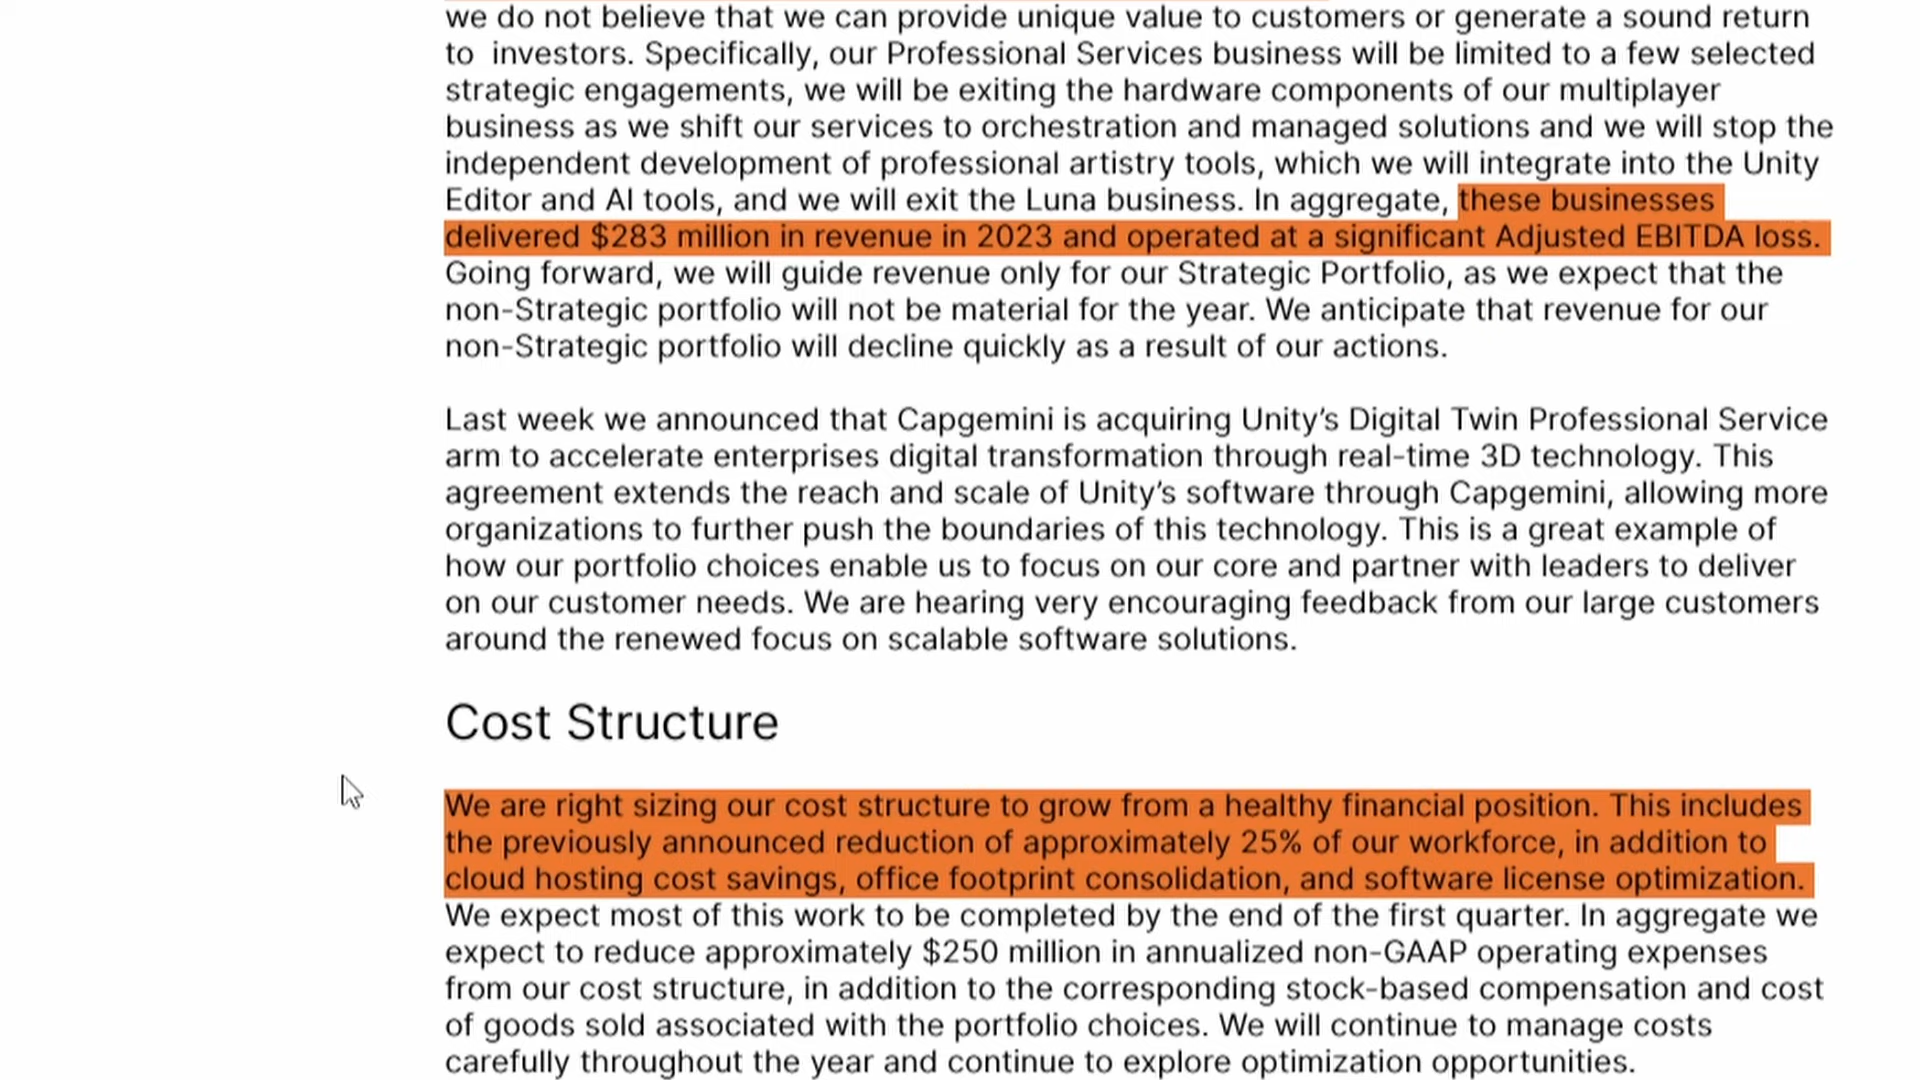 we do not believe that we can provide unique value to customers or generate a sound return
to investors. Specifically, our Professional Services business will be limited to a few selected
strategic engagements, we will be exiting the hardware components of our multiplayer
business as we shift our services to orchestration and managed solutions and we will stop the
independent development of professional artistry tools, which we will integrate into the Unity
Editor and AI tools, and we will exit the Luna business. In aggregate, these businesses
delivered $283 million in revenue in 2023 and operated at a significant Adjusted EBITDA loss.
Going forward, we will guide revenue only for our Strategic Portfolio, as we expect that the
non-Strategic portfolio will not be material for the year. We anticipate that revenue for our
non-Strategic portfolio will decline quickly as a result of our actions.
Last week we announced that Capgemini is acquiring Unity’s Digital Twin Professional Service
arm to accelerate enterprises digital transformation through real-time 3D technology. This
agreement extends the reach and scale of Unity’s software through Capgemini, allowing more
organizations to further push the boundaries of this technology. This is a great example of
how our portfolio choices enable us to focus on our core and partner with leaders to deliver
on our customer needs. We are hearing very encouraging feedback from our large customers
around the renewed focus on scalable software solutions.
Cost Structure
We are right sizing our cost structure to grow from a healthy financial position. This includes
the previously announced reduction of approximately 25% of our workforce, in addition to
cloud hosting cost savings, office footprint consolidation, and software license optimization.
We expect most of this work to be completed by the end of the first quarter. In aggregate we
expect to reduce approximately $250 million in annualized non-GAAP operating expenses
from our cost structure, in addition to the corresponding stock-based compensation and cost
of goods sold associated with the portfolio choices. We will continue to manage costs
carefully throughout the year and continue to explore optimization opportunities.